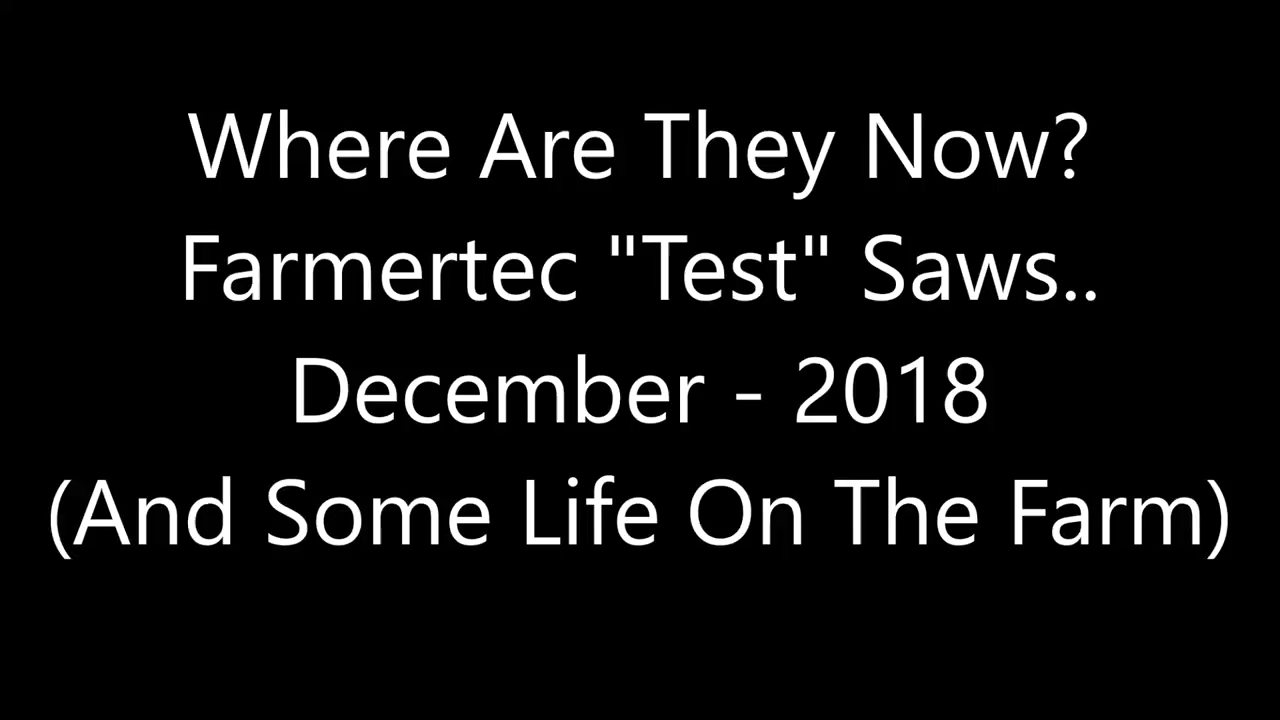 Where Are They Now?
Farmertec "Test" Saws..
December - 2018
(And Some Life On The Farm)